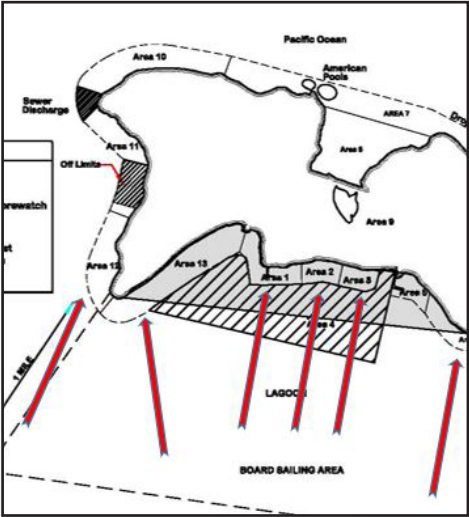 Pacific Ocean
Area 10
American
Pools
Sewer
Discharge
AREA 7
Area 11
Area 8
Off Limits
Area 9
Area 13
Area 12
Area 1
Area 2
Area 3
Area 5
Area 4
1 MILE
LAGOON
BOARD SAILING AREA